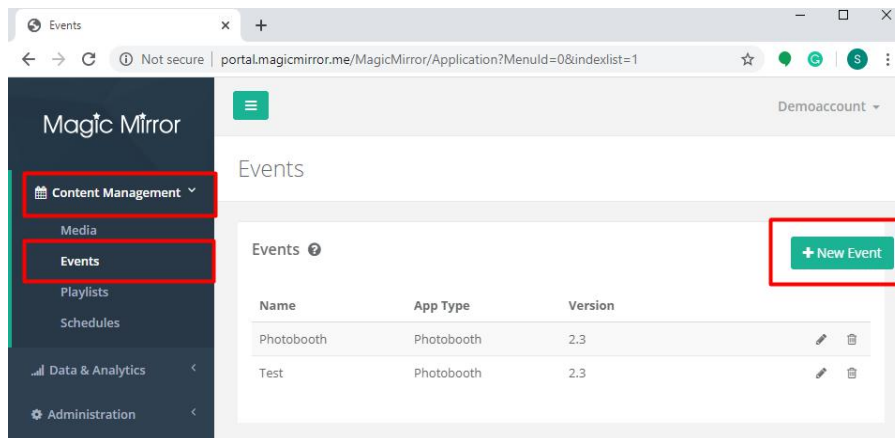 Events
Not secure | portal.magicmirror.me/MagicMirror/Application?MenuId=0&indexlist=1
G
S
Magic Mirror
Demoaccount
Content Management
Events
Media
Events
Playlists
Schedules
Data & Analytics
Administration
Events
+ New Event
Name App Type Version
Photobooth Photobooth 2.3
Test Photobooth 2.3